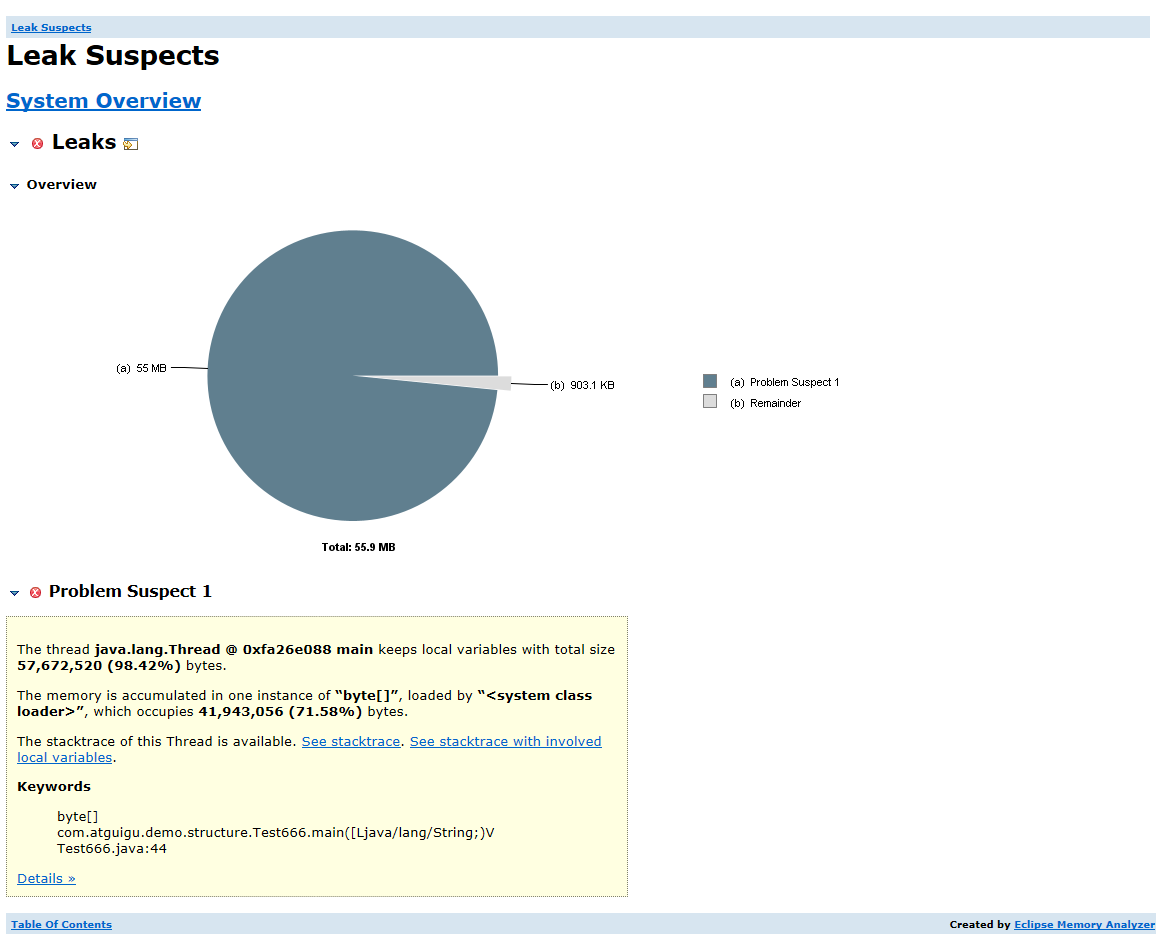 Leak Suspects
Leak Suspects
System Overview
Leaks
Overview
(a) 55 MB
(b) 903.1 KB
(a) Problem Suspect 1
(b) Remainder
Total: 55.9 MB
Problem Suspect 1
The thread java.lang.Thread @ 0xfa26e088 main keeps local variables with total size
57,672,520 (98.42%) bytes.
The memory is accumulated in one instance of “byte[]”, loaded by “<system class
loader>”, which occupies 41,943,056 (71.58%) bytes.
The stacktrace of this Thread is available. See stacktrace. See stacktrace with involved
local variables.
Keywords
byte[]
com.atguigu.demo.structure.Test666.main([Ljava/lang/String;)V
Test666.java:44
Details »
Table Of Contents
Created by Eclipse Memory Analyzer